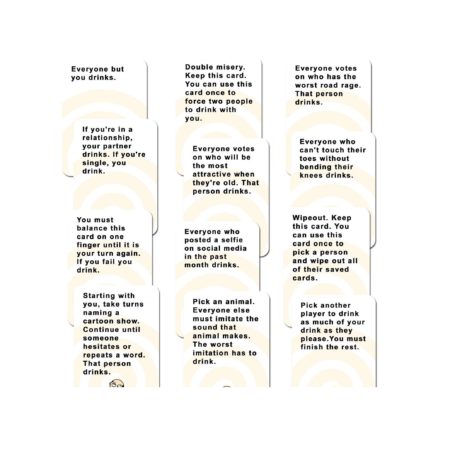 Everyone but
you drinks.
If you're in a
relationship,
your partner
drinks. If you're
single, you
drink.
You must
balance this
card on one
finger until it is
your turn again.
If you fail you
drink.
Starting with
you, take turns
naming a
cartoon show.
Continue until
someone
hesitates or
repeats a word.
That person
drinks.
Double misery.
Keep this card.
You can use this
card once to
force two people
to drink with
you.
Everyone votes
on who will be
the most
attractive when
they're old. That
person drinks.
Everyone who
posted a selfie
on social media
in the past
month drinks.
Pick an animal.
Everyone else
must imitate the
sound that
animal makes.
The worst
imitation has to
drink.
Everyone votes
on who has the
worst road rage.
That person
drinks.
Everyone who
can't touch their
toes without
bending their
knees drinks.
Wipeout. Keep
this card. You
can use this
card once to
pick a person
and wipe out all
of their saved
cards.
Pick another
player to drink
as much of your
drink as they
please.You must
finish the rest.